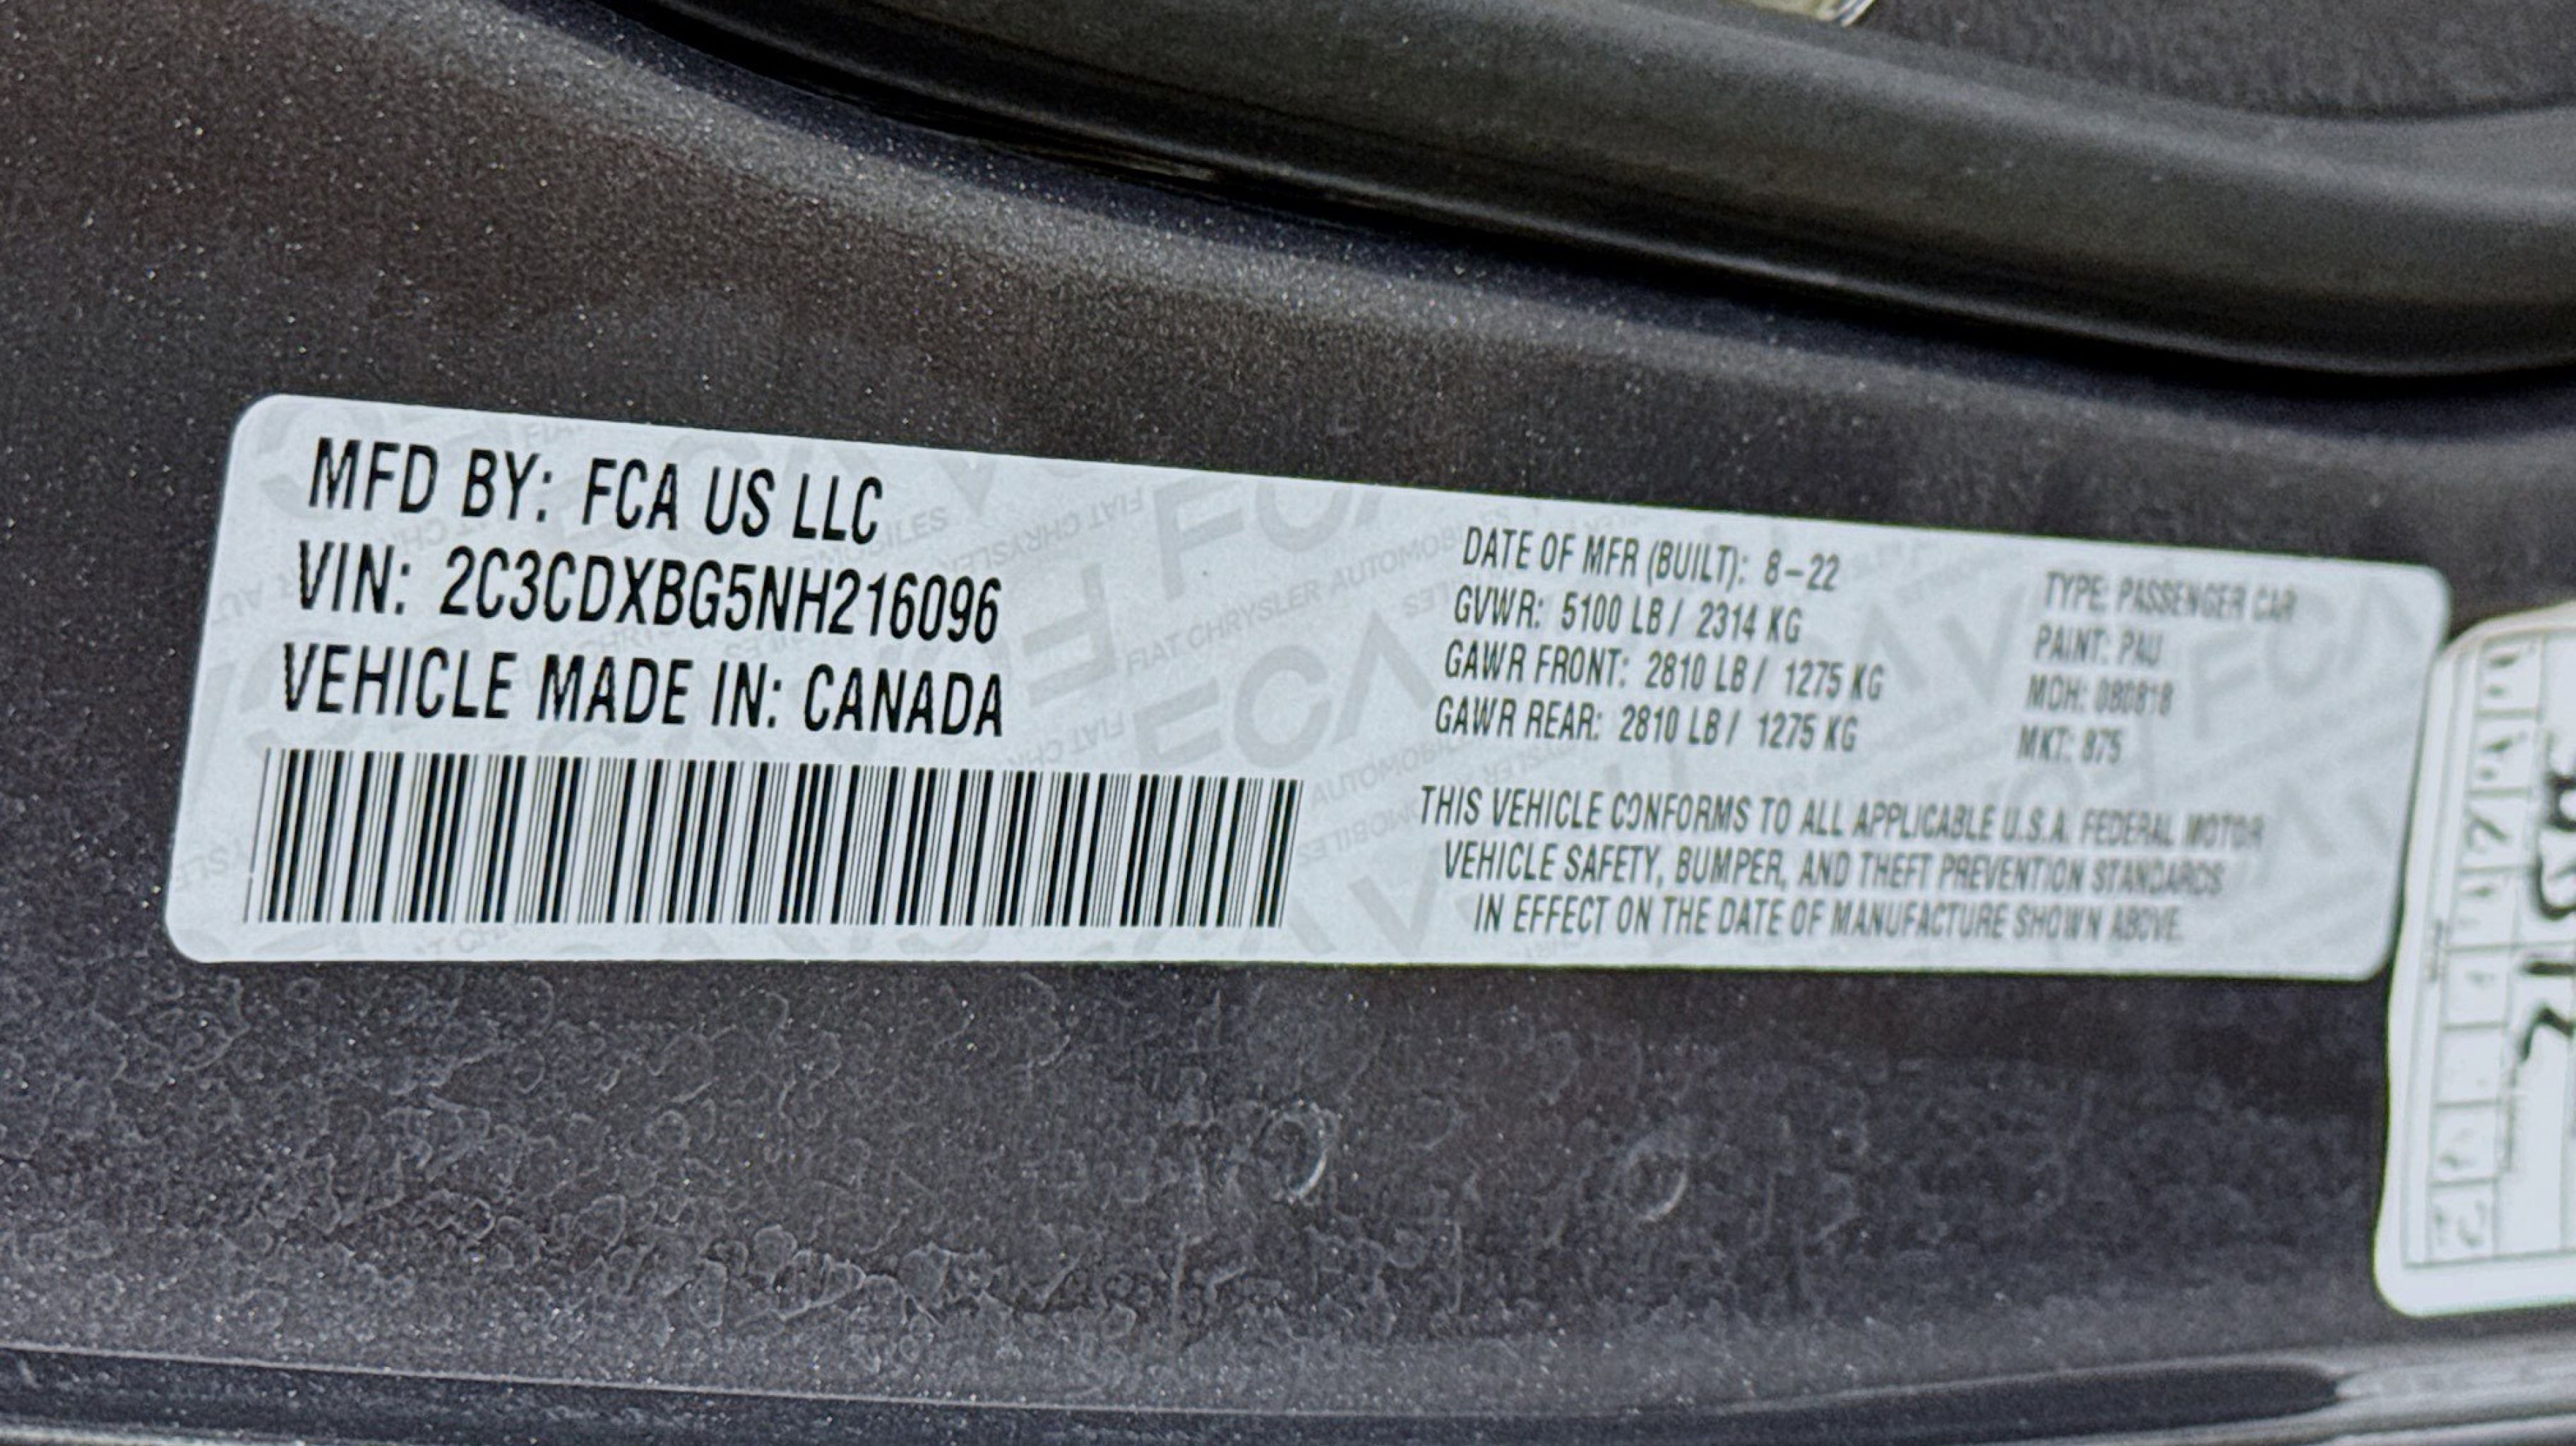 MFD BY: FCA US LLC
VIN: 2C3CDXBG5NH216096
VEHICLE MADE IN: CANADA
DATE OF MFR (BUILT): 8-22
GVWR: 5100 LB / 2314 KG
GAWR FRONT: 2810 LB / 1275 KG
GAWR REAR: 2810 LB / 1275 KG
TYPE: PASSENGER CAR
PAINT: PAU
MDH: 080818
MKT: 875
THIS VEHICLE CONFORMS TO ALL APPLICABLE U.S.A. FEDERAL MOTOR
VEHICLE SAFETY, BUMPER, AND THEFT PREVENTION STANDARDS
IN EFFECT ON THE DATE OF MANUFACTURE SHOWN ABOVE.